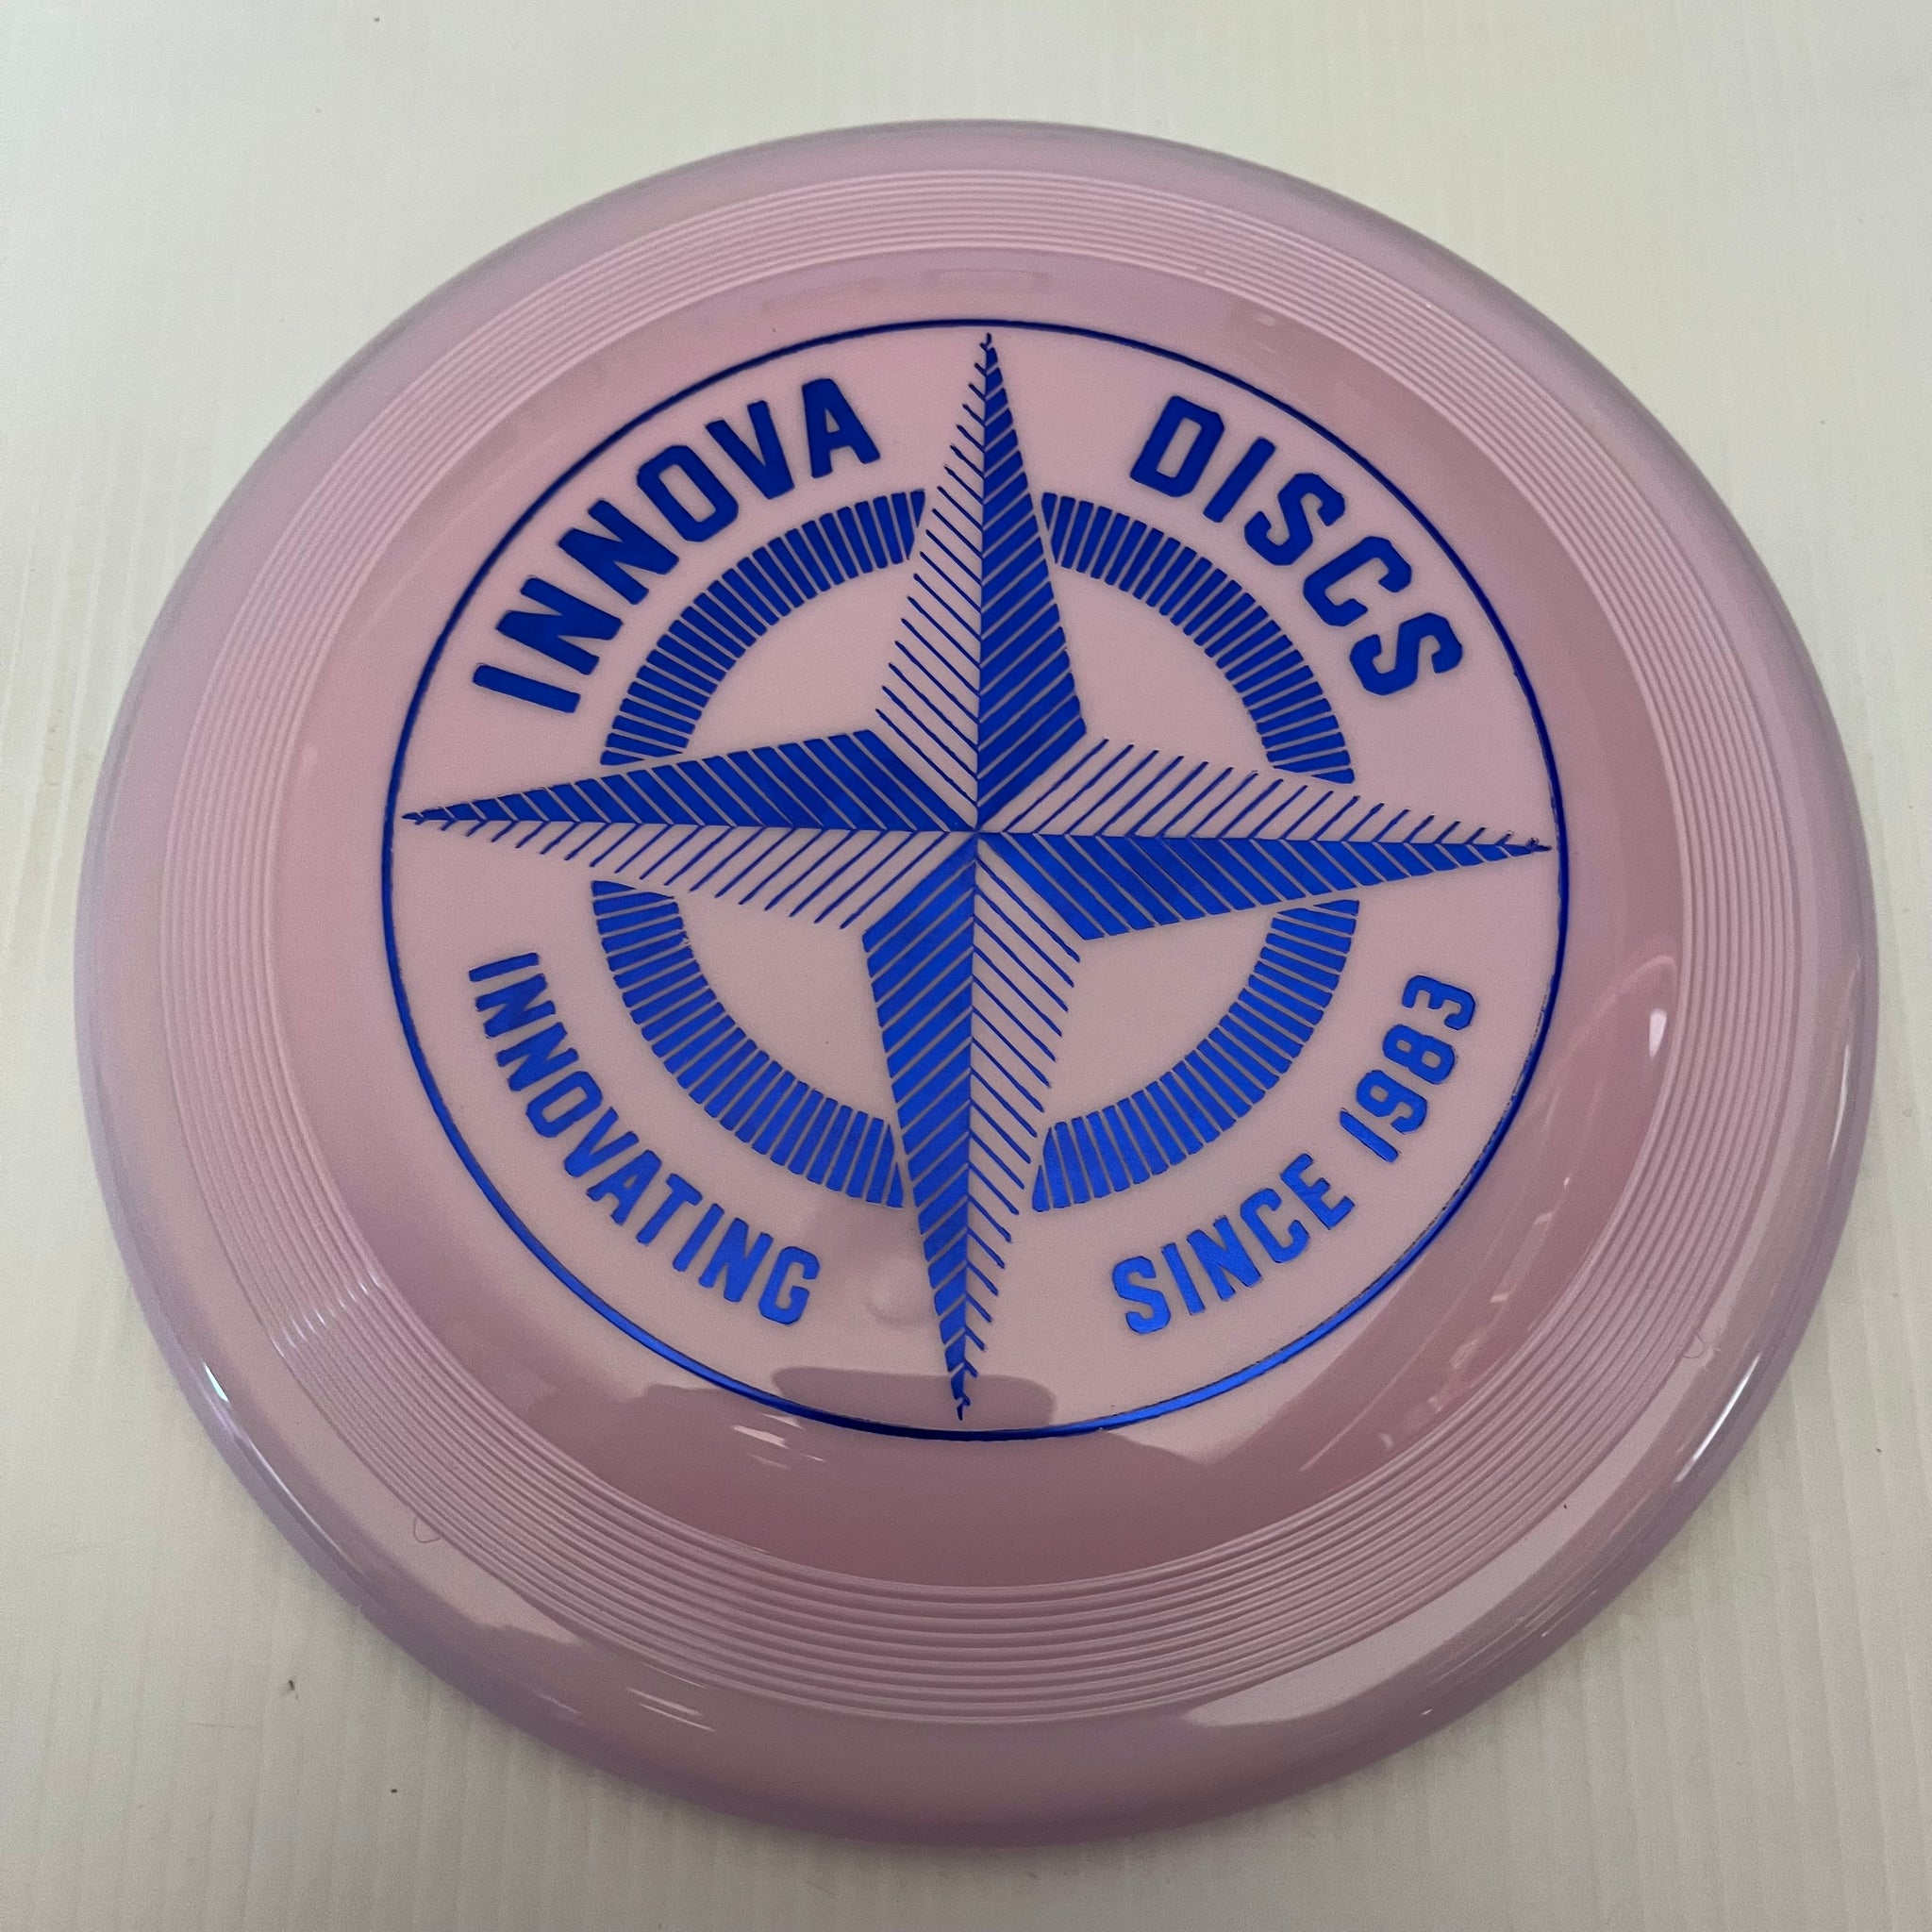 INNOVA DISCS
INNOVATING SINCE 1983